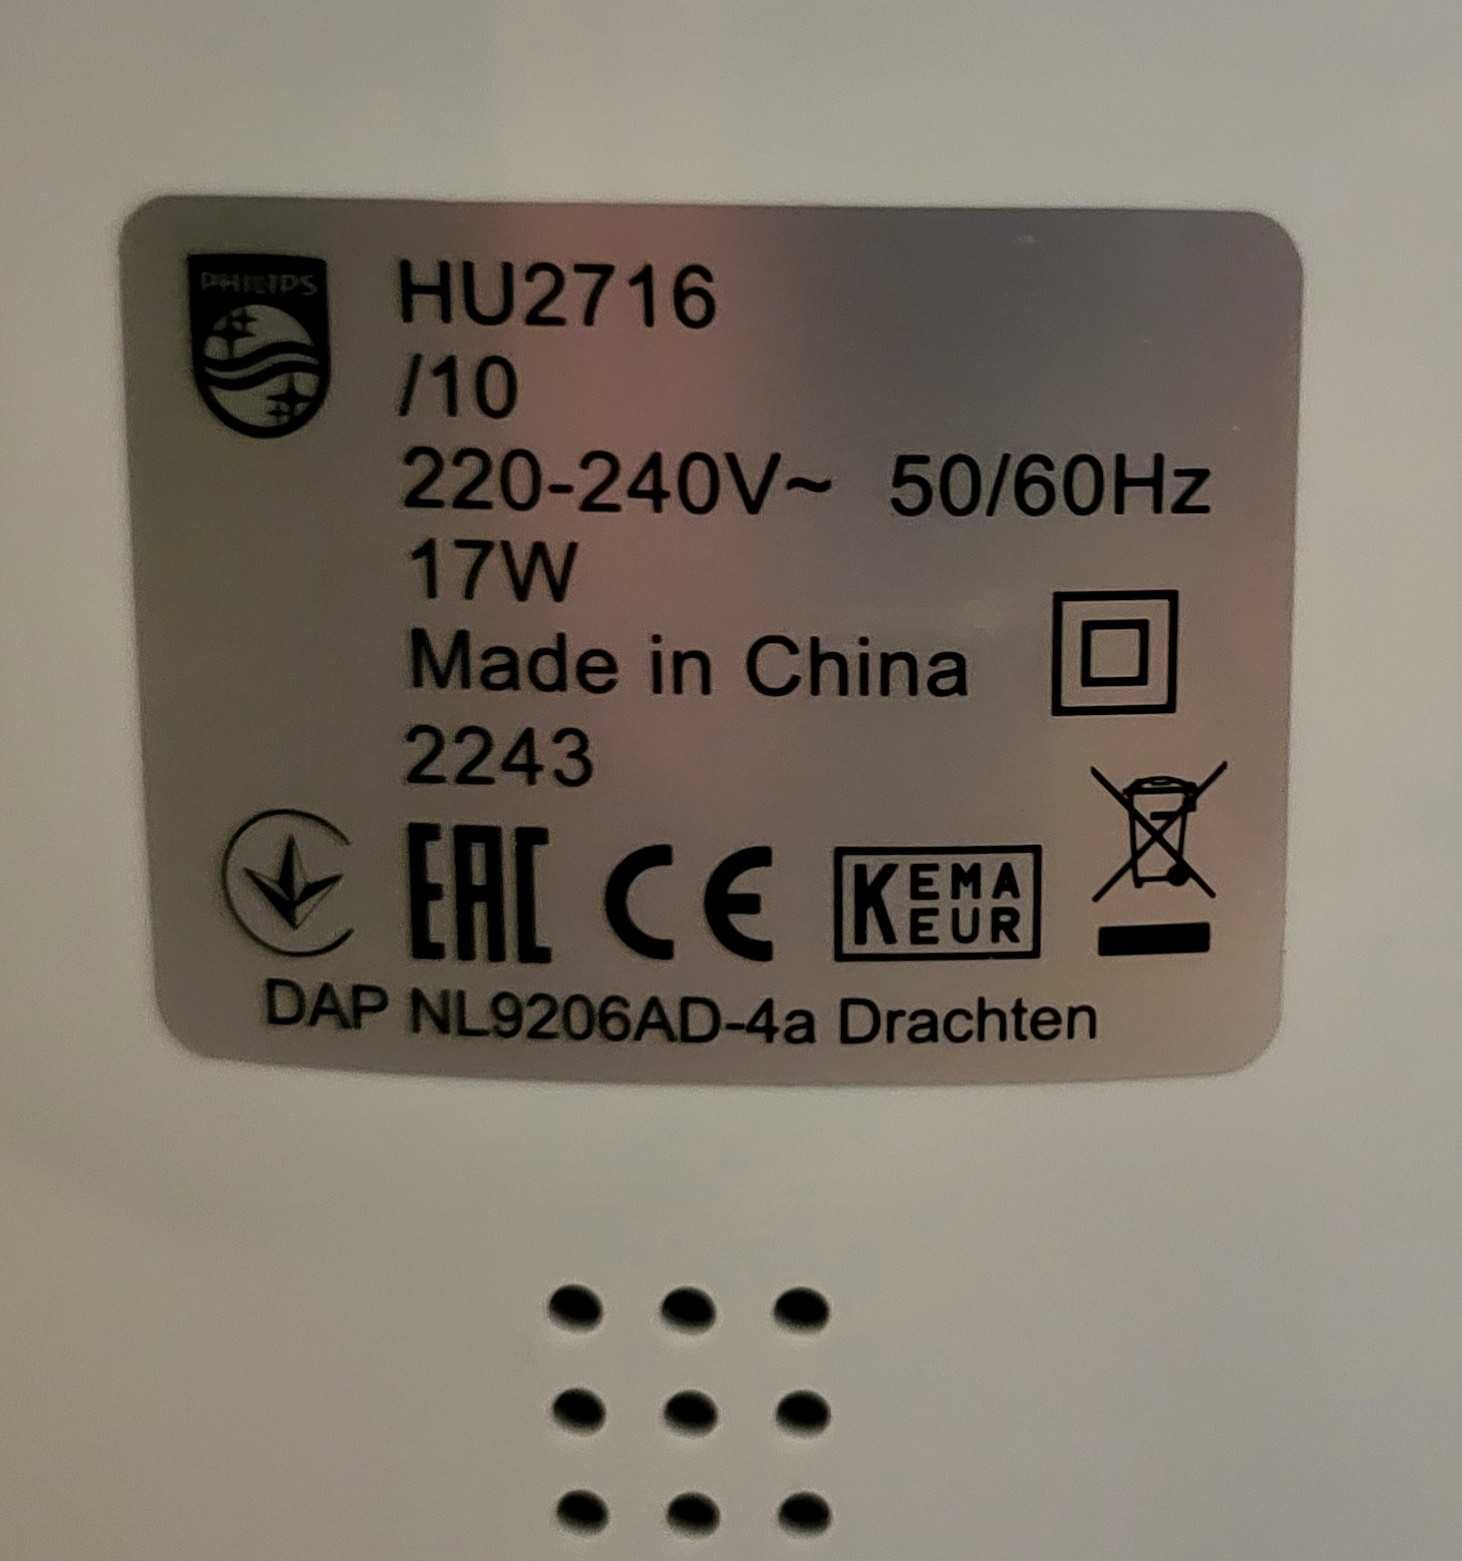 PHILIPS
HU2716
/10
220-240V~ 50/60Hz
17W
Made in China
2243
EAC CE KEMA EUR
DAP NL9206AD-4a Drachten